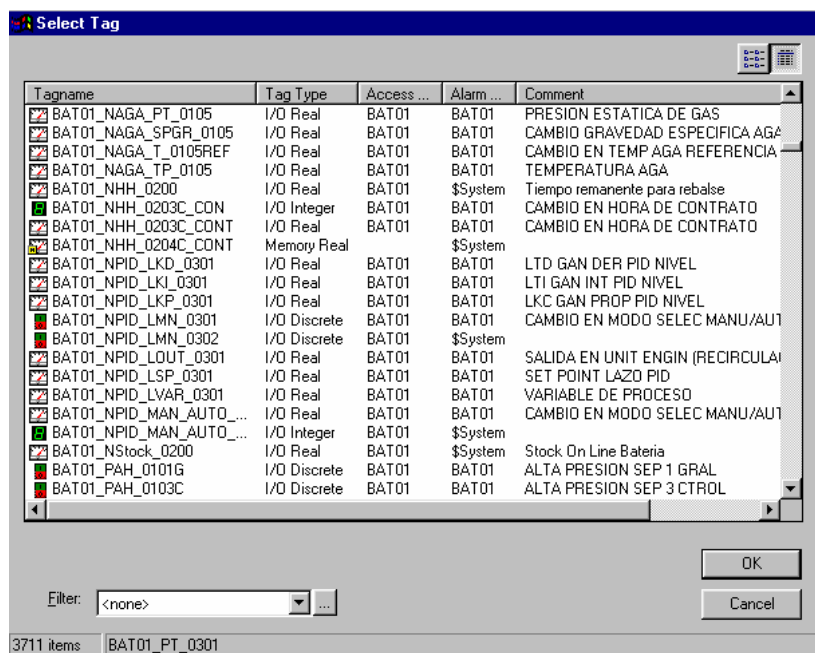 Select Tag
Tagname Tag Type Access ... Alarm ... Comment
BAT01_NAGA_PT_0105 I/O Real BAT01 BAT01 PRESION ESTATICA DE GAS
BAT01_NAGA_SPGR_0105 I/O Real BAT01 BAT01 CAMBIO GRAVEDAD ESPECIFICA AGA
BAT01_NAGA_T_0105REF I/O Real BAT01 BAT01 CAMBIO EN TEMP AGA REFERENCIA
BAT01_NAGA_TP_0105 I/O Real BAT01 BAT01 TEMPERATURA AGA
BAT01_NHH_0200 I/O Real BAT01 $System Tiempo remanente para rebalse
BAT01_NHH_0203C_CON I/O Integer BAT01 BAT01 CAMBIO EN HORA DE CONTRATO
BAT01_NHH_0203C_CONT I/O Real BAT01 BAT01 CAMBIO EN HORA DE CONTRATO
BAT01_NHH_0204C_CONT Memory Real $System
BAT01_NPID_LKD_0301 I/O Real BAT01 BAT01 LTD GAN DER PID NIVEL
BAT01_NPID_LKI_0301 I/O Real BAT01 BAT01 LTI GAN INT PID NIVEL
BAT01_NPID_LKP_0301 I/O Real BAT01 BAT01 LKC GAN PROP PID NIVEL
BAT01_NPID_LMN_0301 I/O Discrete BAT01 BAT01 CAMBIO EN MODO SELEC MANU/AUT
BAT01_NPID_LMN_0302 I/O Discrete BAT01 $System
BAT01_NPID_LOUT_0301 I/O Real BAT01 BAT01 SALIDA EN UNIT ENGIN (RECIRCULA
BAT01_NPID_LSP_0301 I/O Real BAT01 BAT01 SET POINT LAZO PID
BAT01_NPID_LVAR_0301 I/O Real BAT01 BAT01 VARIABLE DE PROCESO
BAT01_NPID_MAN_AUTO_... I/O Real BAT01 BAT01 CAMBIO EN MODO SELEC MANU/AUT
BAT01_NPID_MAN_AUTO_... I/O Integer BAT01 $System
BAT01_NStock_0200 I/O Real BAT01 $System Stock On Line Bateria
BAT01_PAH_0101G I/O Discrete BAT01 BAT01 ALTA PRESION SEP 1 GRAL
BAT01_PAH_0103C I/O Discrete BAT01 BAT01 ALTA PRESION SEP 3 CTROL
OK
Filter: <none> ...
Cancel
3711 items BAT01_PT_0301